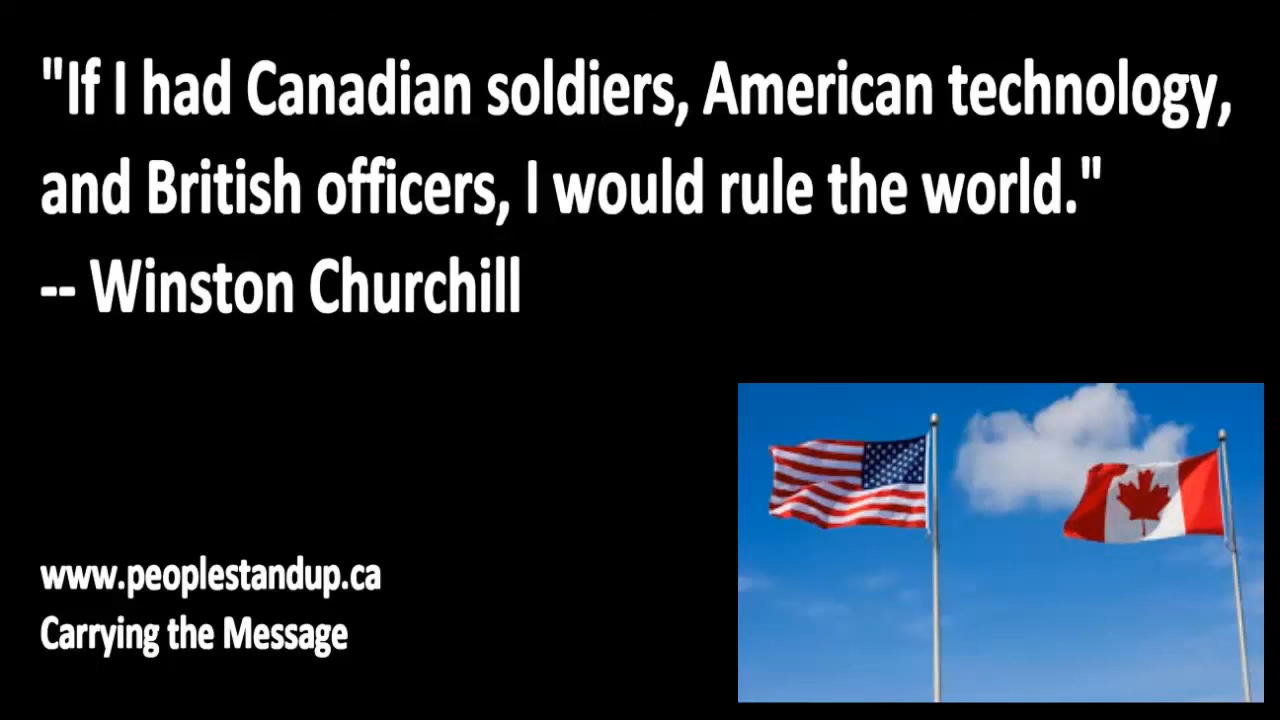 "If I had Canadian soldiers, American technology,
and British officers, I would rule the world."
-- Winston Churchill
www.peoplestandup.ca
Carrying the Message